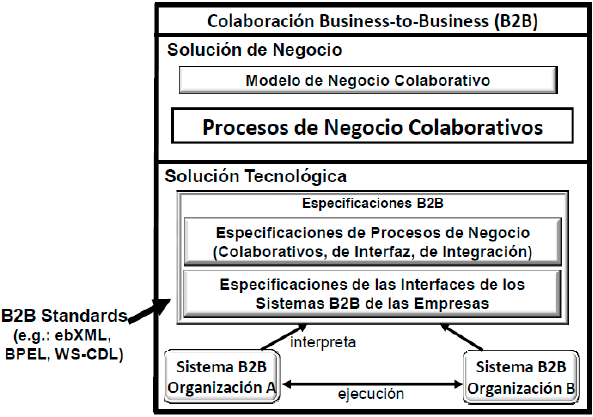 Colaboración Business-to-Business (B2B)
Solución de Negocio
Modelo de Negocio Colaborativo
Procesos de Negocio Colaborativos
Solución Tecnológica
Especificaciones B2B
Especificaciones de Procesos de Negocio
(Colaborativos, de Interfaz, de Integración)
Especificaciones de las Interfaces de los
Sistemas B2B de las Empresas
B2B Standards
(e.g.: ebXML,
BPEL, WS-CDL)
interpreta
Sistema B2B
Organización A
ejecución
Sistema B2B
Organización B